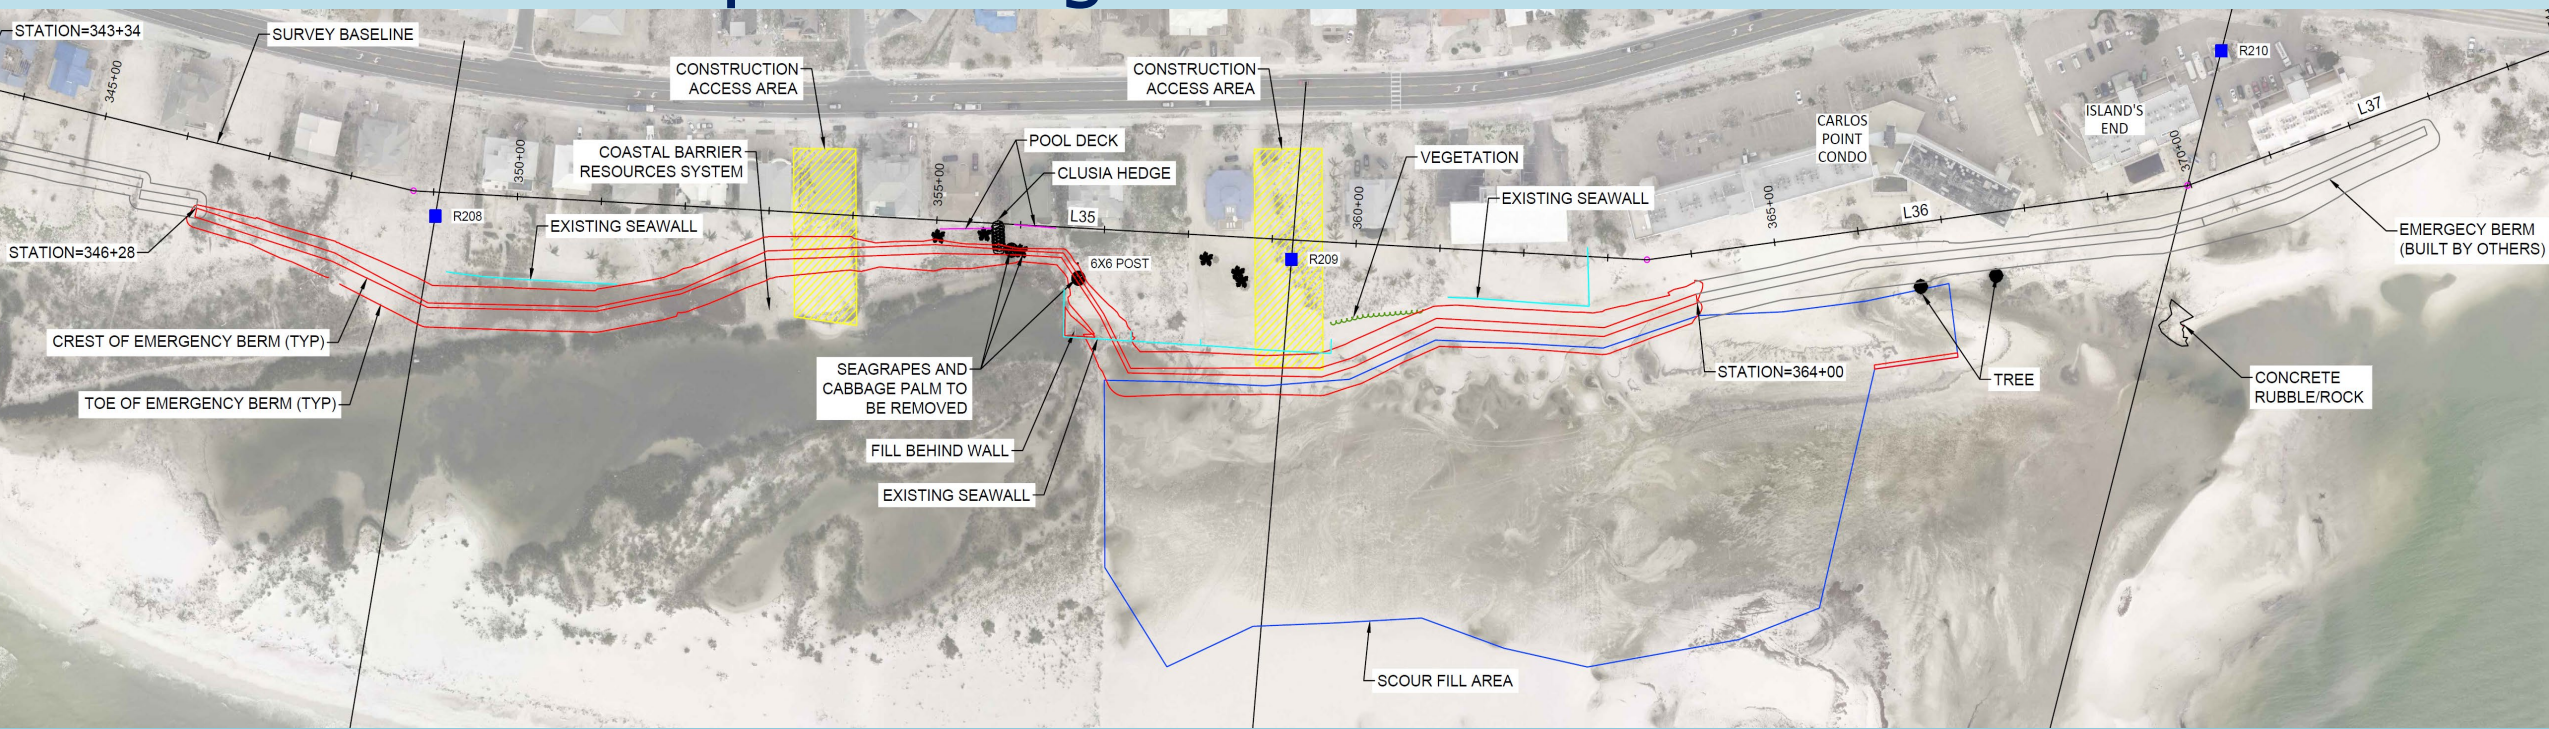 STATION=343+34
SURVEY BASELINE
345+00
CONSTRUCTION
ACCESS AREA
CONSTRUCTION
ACCESS AREA
R210
L37
ISLAND'S
END
CARLOS
POINT
CONDO
370+00
POOL DECK
COASTAL BARRIER
RESOURCES SYSTEM
350+00
CLUSIA HEDGE
VEGETATION
355+00
360+00
365+00
EXISTING SEAWALL
R208
L35
L36
EXISTING SEAWALL
STATION=346+28
EMERGECY BERM
(BUILT BY OTHERS)
6X6 POST
R209
CREST OF EMERGENCY BERM (TYP)
TOE OF EMERGENCY BERM (TYP)
SEAGRAPES AND
CABBAGE PALM TO
BE REMOVED
STATION=364+00
TREE
CONCRETE
RUBBLE/ROCK
FILL BEHIND WALL
EXISTING SEAWALL
SCOUR FILL AREA